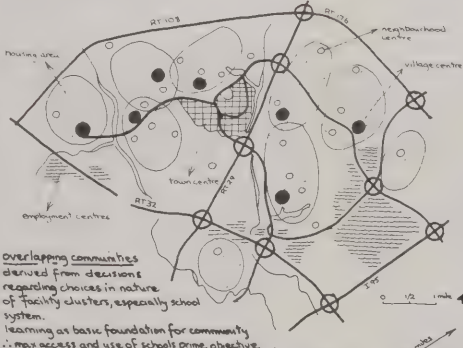 RT 108
RT 176
housing area
neighbourhood
centre
village centre
town centre
RT 29
RT 32
employment centres
I.95
0 1/2 1 mile
overlapping communities
derived from decisions
regarding choices in nature
of facility clusters, especially school
system.
learning as basic foundation for community
∴ max access and use of schools prime objective.